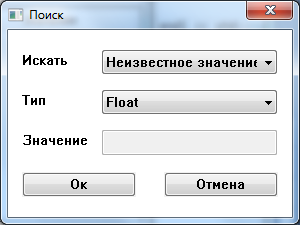 Поиск
Искать Неизвестное значение
Тип Float
Значение
Ок Отмена